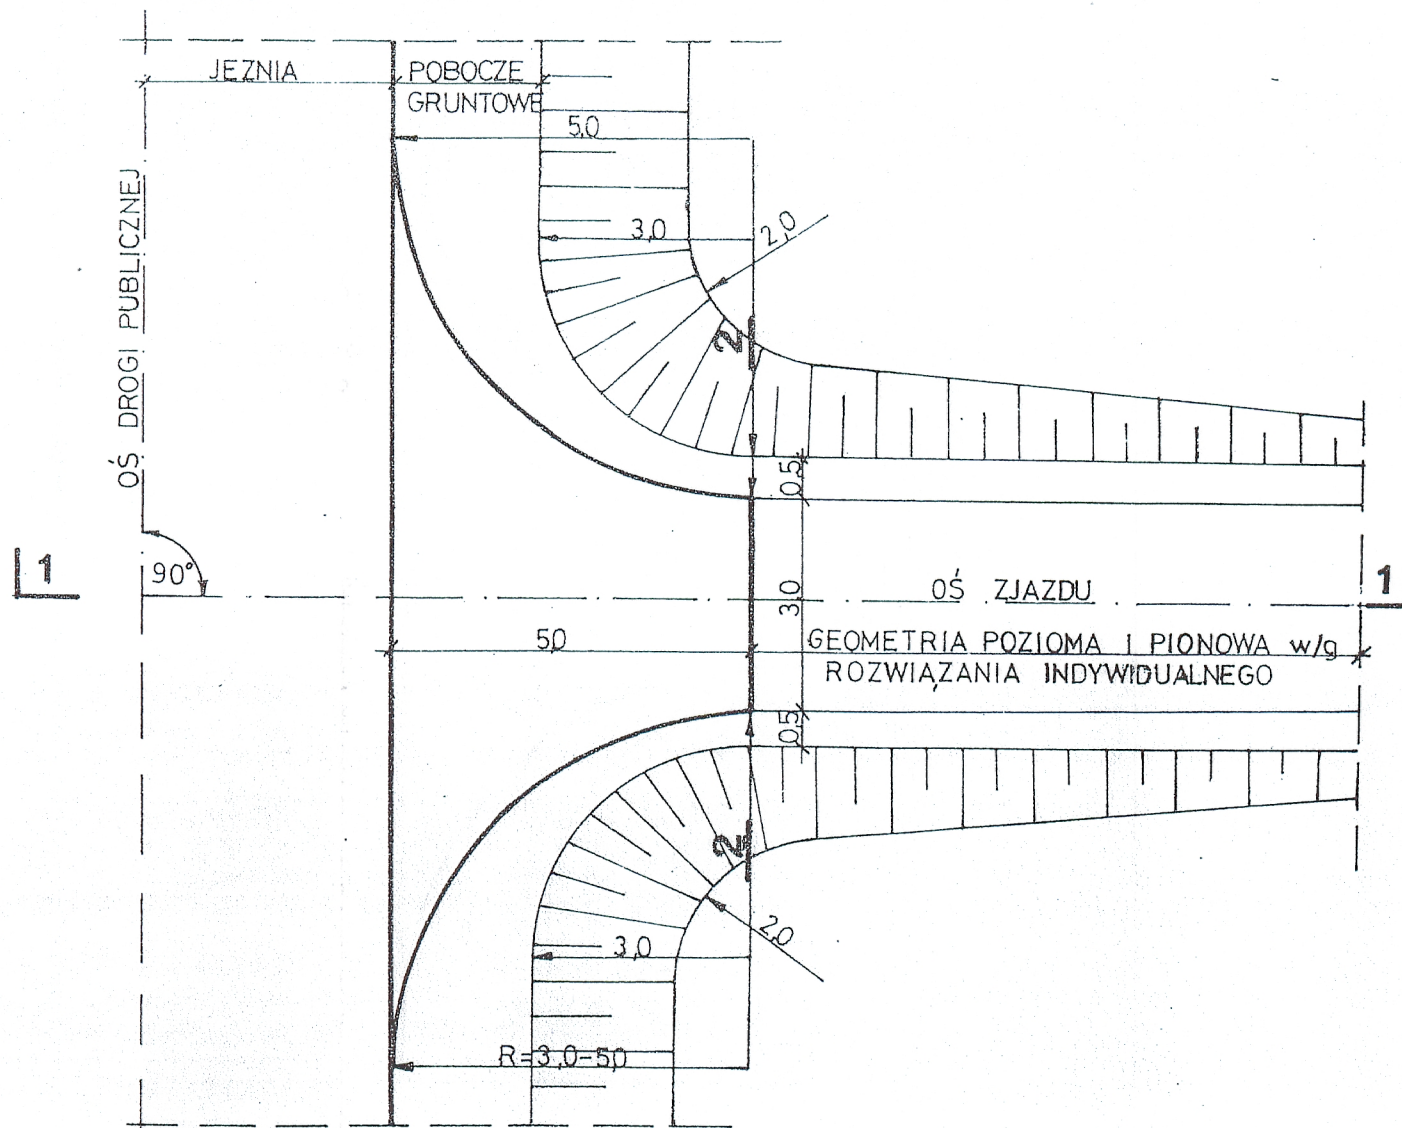 JEZNIA
POBOCZE
GRUNTOWE
5,0
OŚ DROGI PUBLICZNEJ
3,0
2,0
2
0,5
1
90°
3,0
OŚ ZJAZDU
1
50
GEOMETRIA POZIOMA I PIONOWA w/g
ROZWIĄZANIA INDYWIDUALNEGO
0,5
2
2,0
3,0
R=3,0-5,0